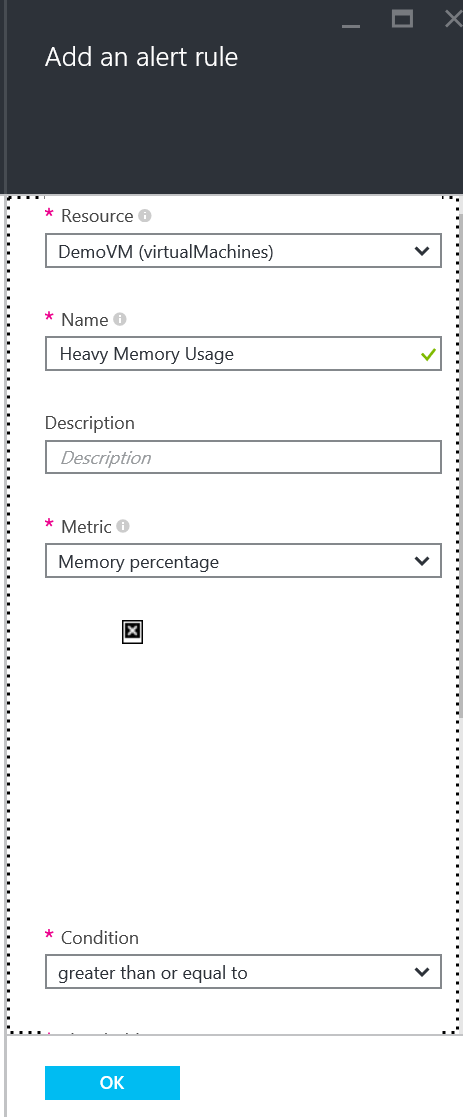 Add an alert rule
* Resource
DemoVM (virtualMachines)
* Name
Heavy Memory Usage
Description
Description
* Metric
Memory percentage
* Condition
greater than or equal to
OK